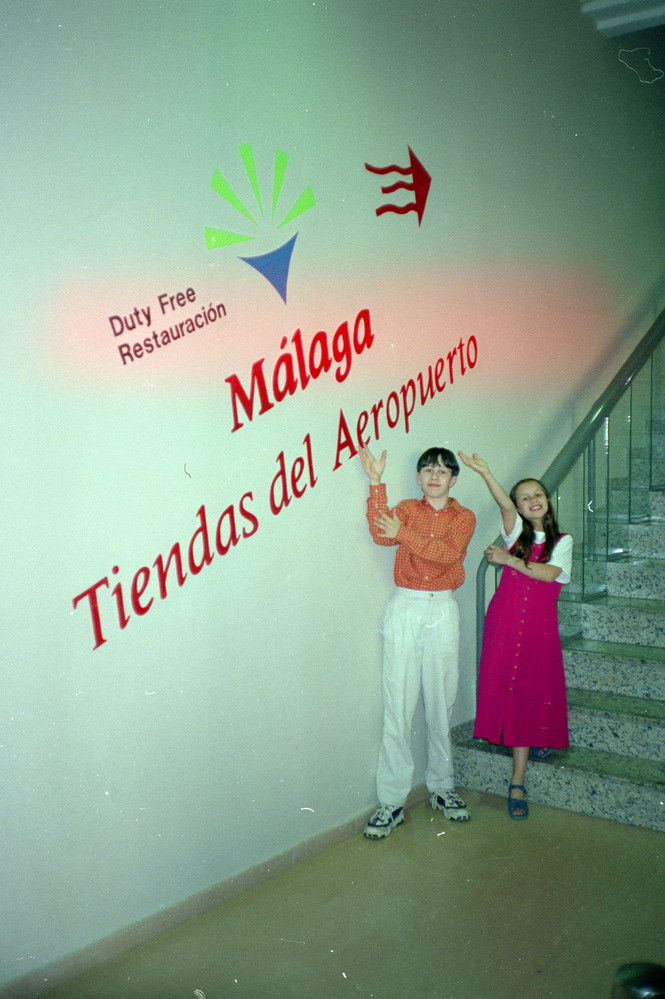 Duty Free
Restauración
Málaga
Tiendas del Aeropuerto